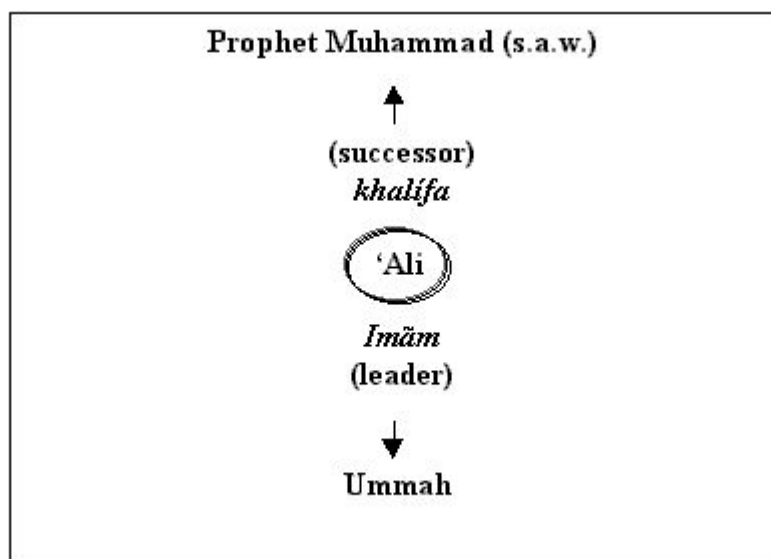 Prophet Muhammad (s.a.w.)
(successor)
khalífa
‘Ali
Imãm
(leader)
Ummah